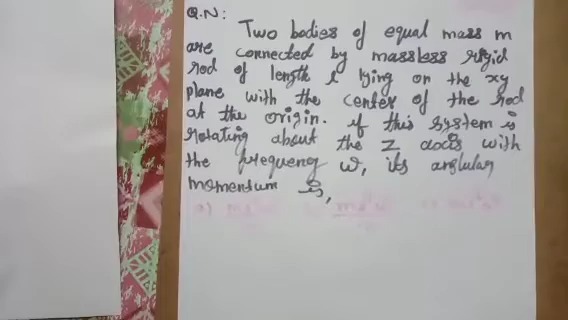 Q.N:
Two bodies of equal mass m
are connected by massless rigid
rod of length l lying on the xy
plane with the center of the rod
at the origin. if this system is
rotating about the z axis with
the frequency ω, its anglular
momentum is,